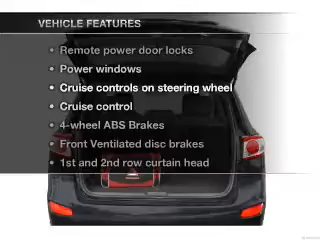 VEHICLE FEATURES
• Remote power door locks
• Power windows
• Cruise controls on steering wheel
• Cruise control
• 4-wheel ABS Brakes
• Front Ventilated disc brakes
• 1st and 2nd row curtain head